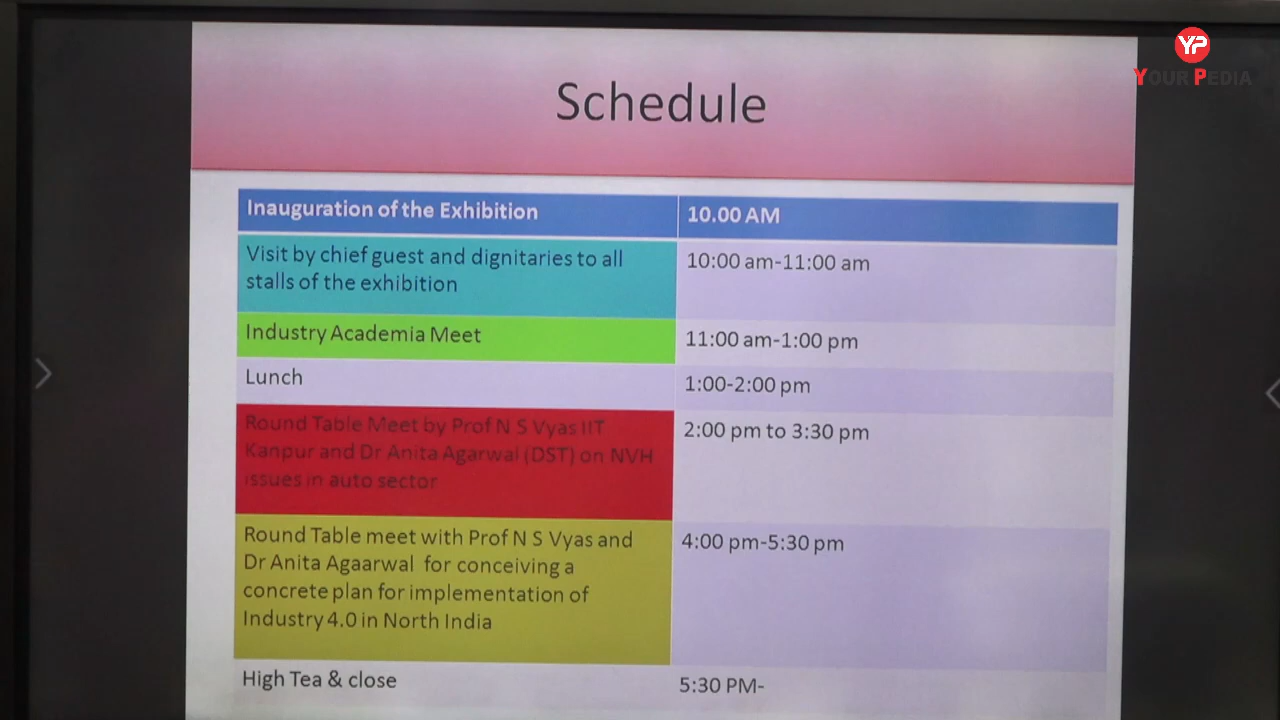 YP
YOUR PEDIA
Schedule
Inauguration of the Exhibition
10.00 AM
Visit by chief guest and dignitaries to all
stalls of the exhibition
10:00 am-11:00 am
Industry Academia Meet
11:00 am-1:00 pm
Lunch
1:00-2:00 pm
Round Table Meet by Prof N S Vyas IIT
Kanpur and Dr Anita Agarwal (DST) on NVH
issues in auto sector
2:00 pm to 3:30 pm
Round Table meet with Prof N S Vyas and
Dr Anita Agaarwal for conceiving a
concrete plan for implementation of
Industry 4.0 in North India
4:00 pm-5:30 pm
High Tea & close
5:30 PM-